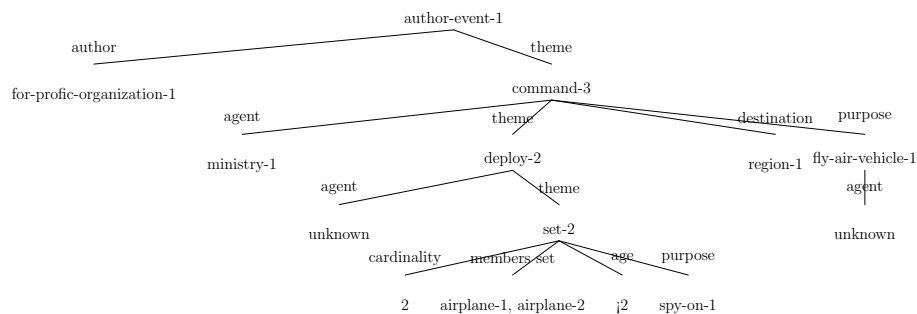 author-event-1
author theme
for-profic-organization-1 command-3
agent theme destination purpose
ministry-1 deploy-2 region-1 fly-air-vehicle-1
agent theme agent
unknown set-2 unknown
cardinality members set age purpose
2 airplane-1, airplane-2 ¡2 spy-on-1